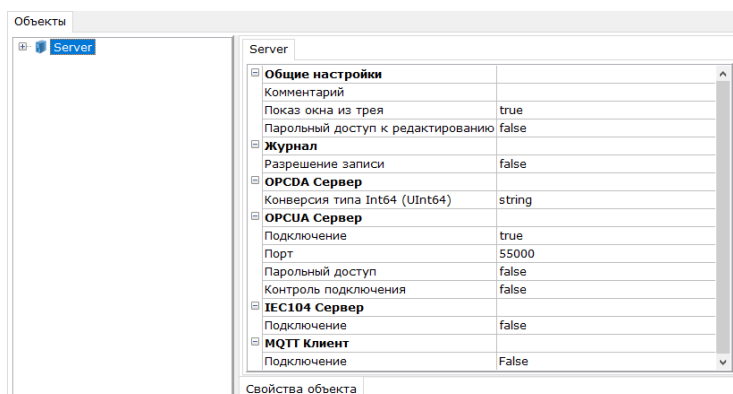 Объекты
Server
Server
Общие настройки
Комментарий
Показ окна из трея true
Парольный доступ к редактированию false
Журнал
Разрешение записи false
OPCDA Сервер
Конверсия типа Int64 (UInt64) string
OPCUA Сервер
Подключение true
Порт 55000
Парольный доступ false
Контроль подключения false
IEC104 Сервер
Подключение false
MQTT Клиент
Подключение False
Свойства объекта